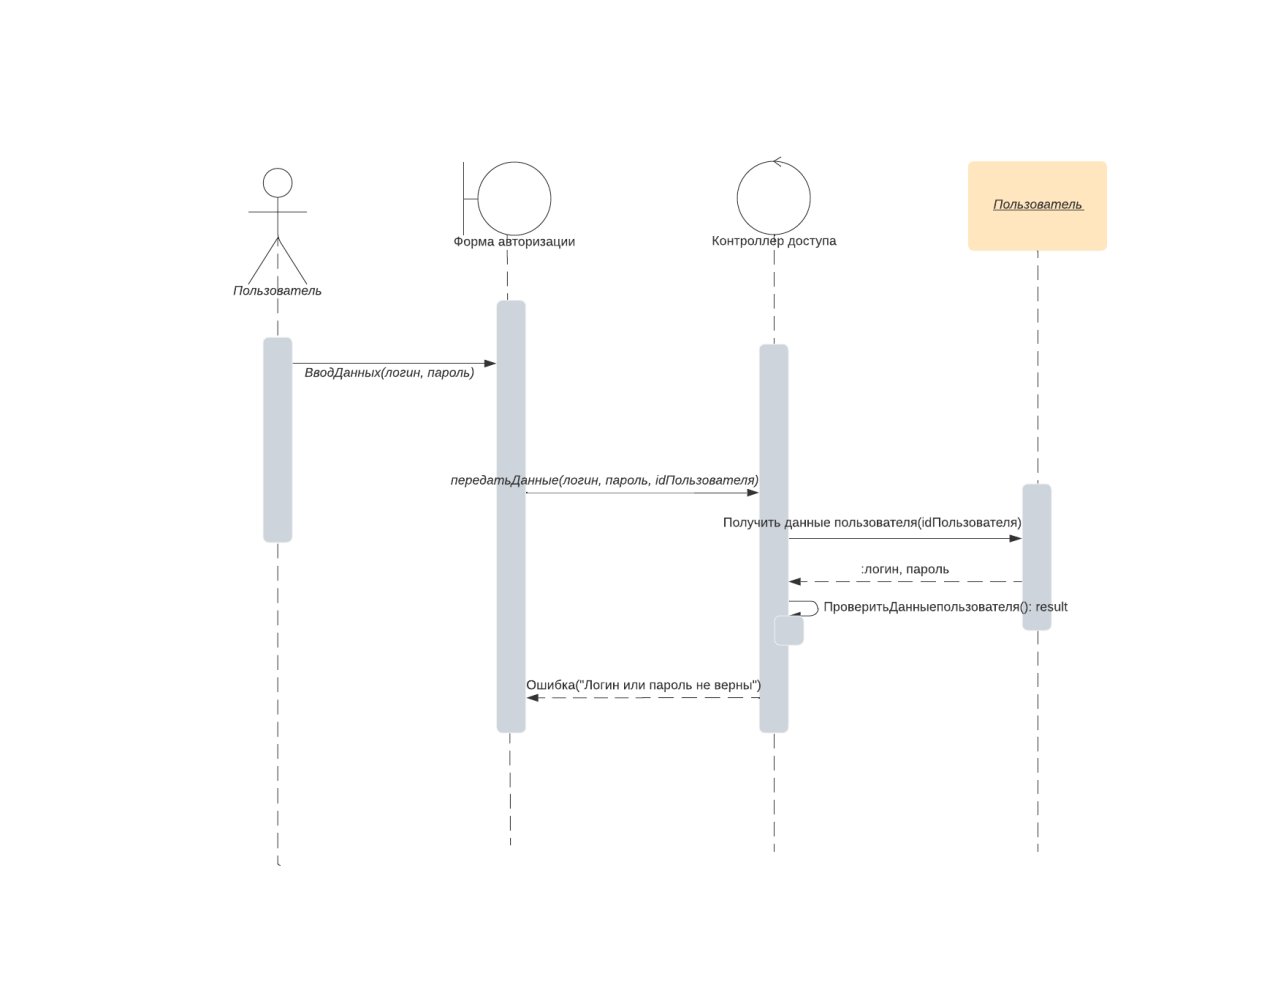 Пользователь
Форма авторизации
Контроллер доступа
Пользователь
ВводДанных(логин, пароль)
передатьДанные(логин, пароль, idПользователя)
Получить данные пользователя(idПользователя)
:логин, пароль
ПроверитьДанныепользователя(): result
Ошибка("Логин или пароль не верны")